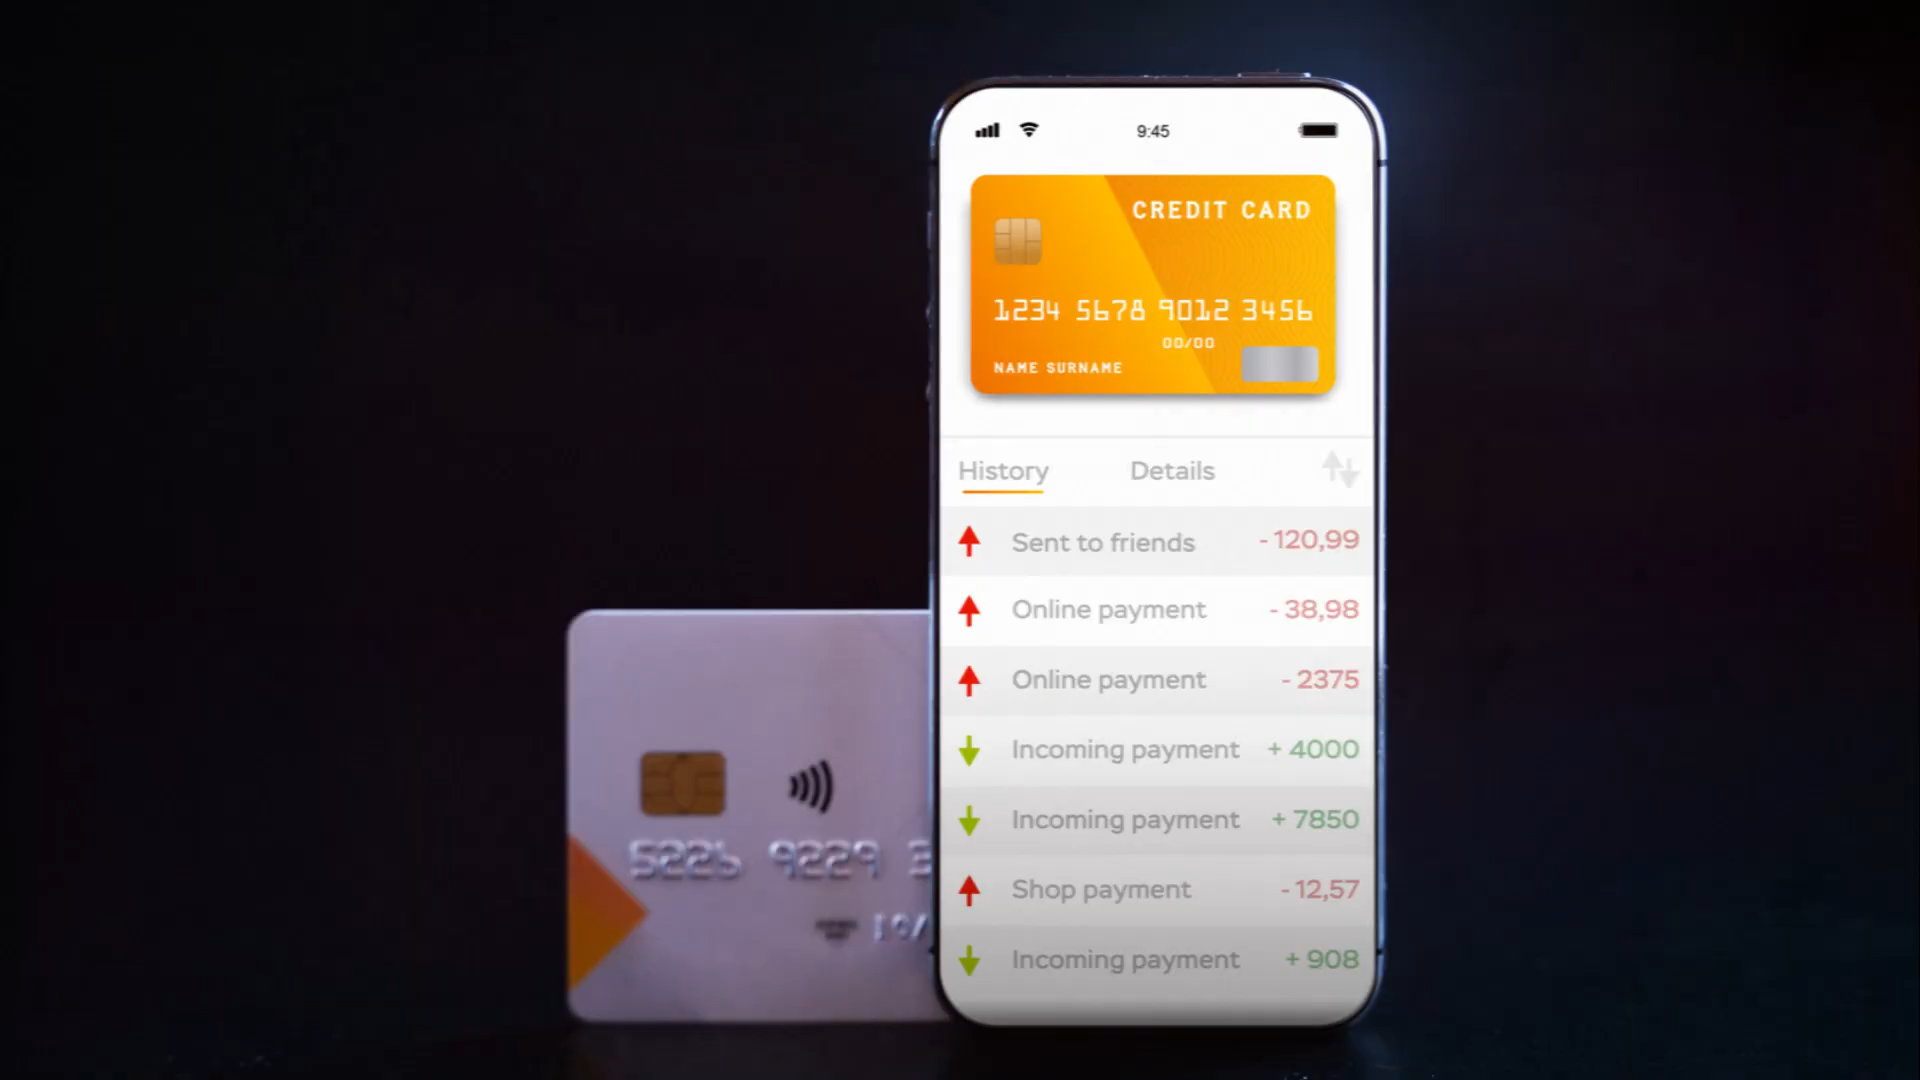 9:45
CREDIT CARD
1234 5678 9012 3456
00/00
NAME SURNAME
History Details
Sent to friends - 120,99
Online payment - 38,98
Online payment - 2375
Incoming payment + 4000
Incoming payment + 7850
Shop payment - 12,57
Incoming payment + 908
5226 9229
10/